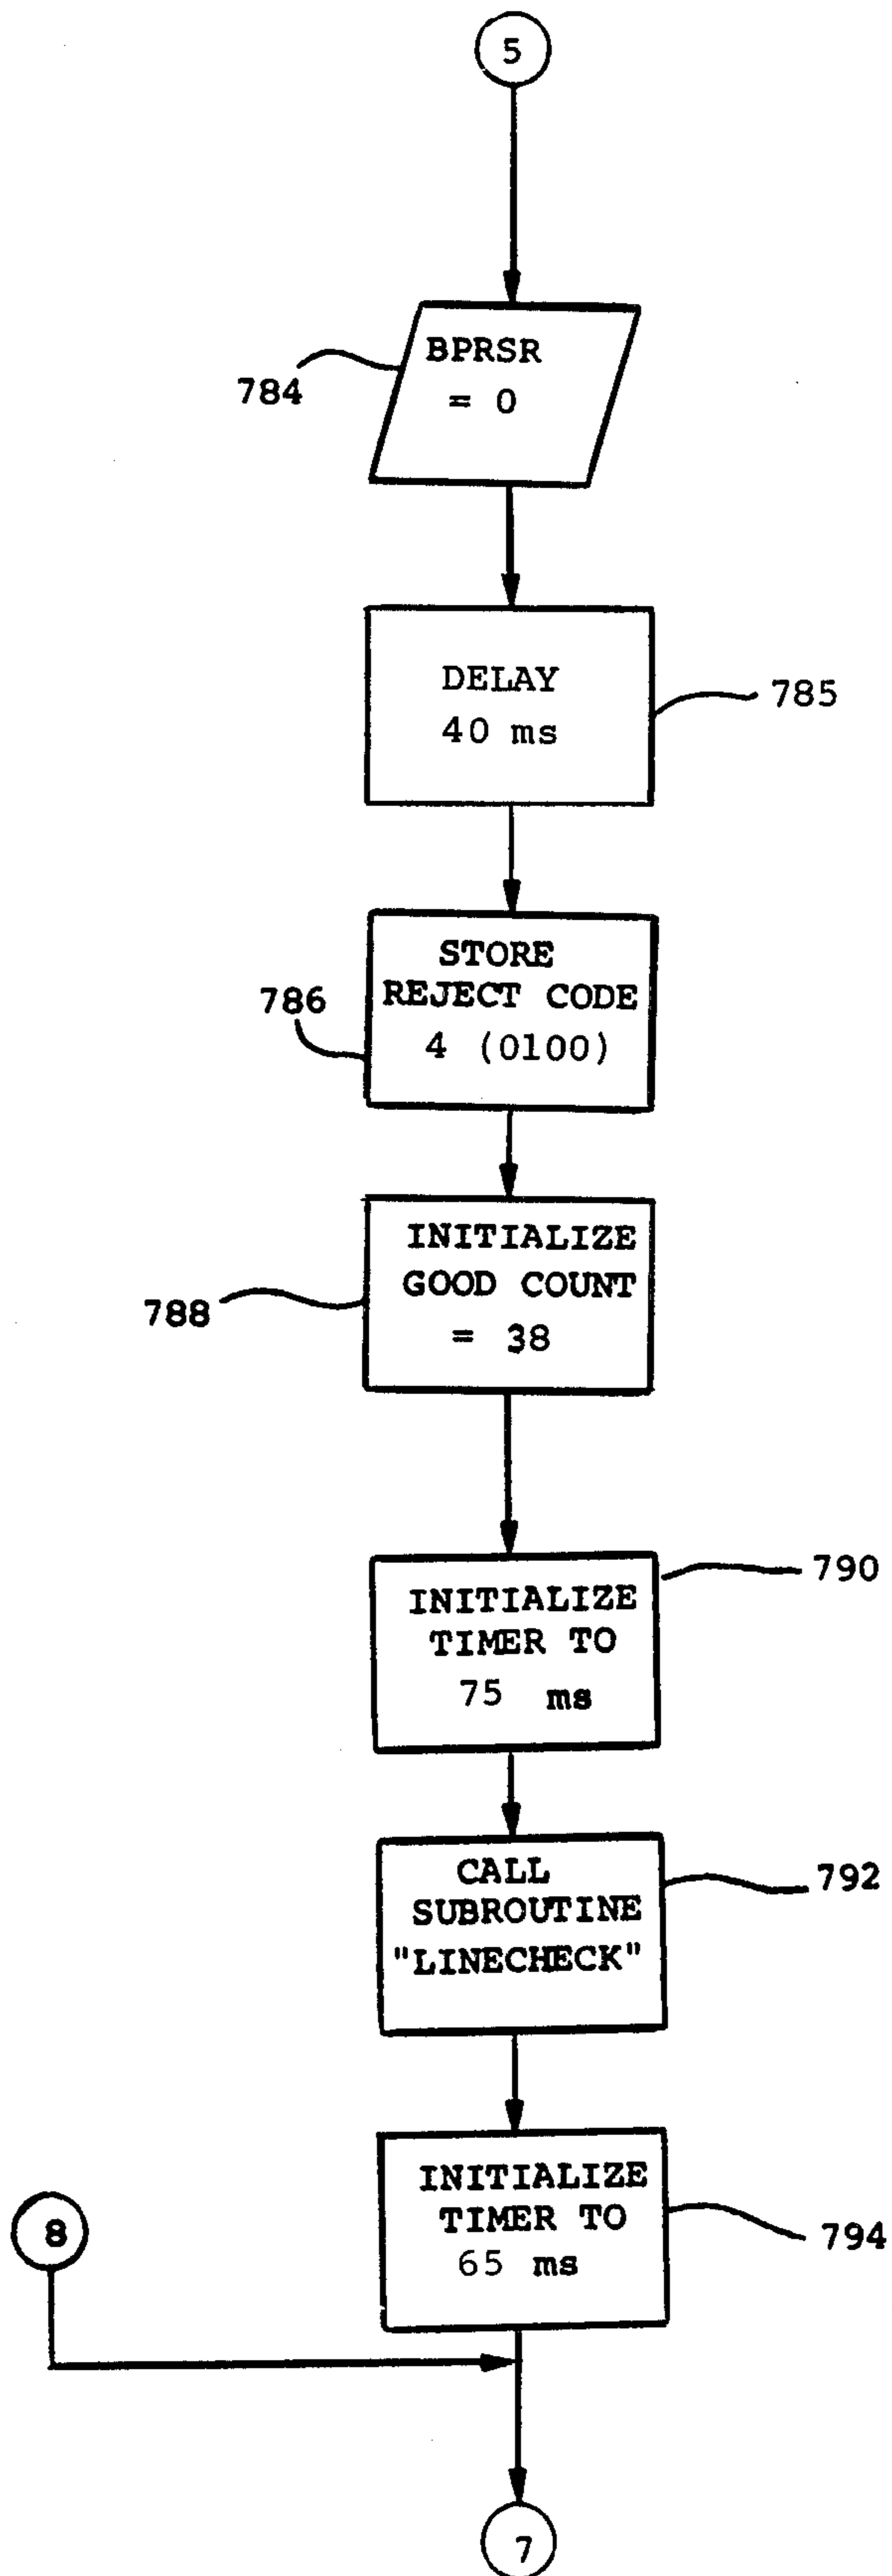 5
BPRSR
= 0
784
DELAY
40 ms
785
STORE
REJECT CODE
4 (0100)
786
INITIALIZE
GOOD COUNT
= 38
788
790
INITIALIZE
TIMER TO
75 ms
CALL
SUBROUTINE
"LINECHECK"
792
INITIALIZE
TIMER TO
65 ms
794
8
7